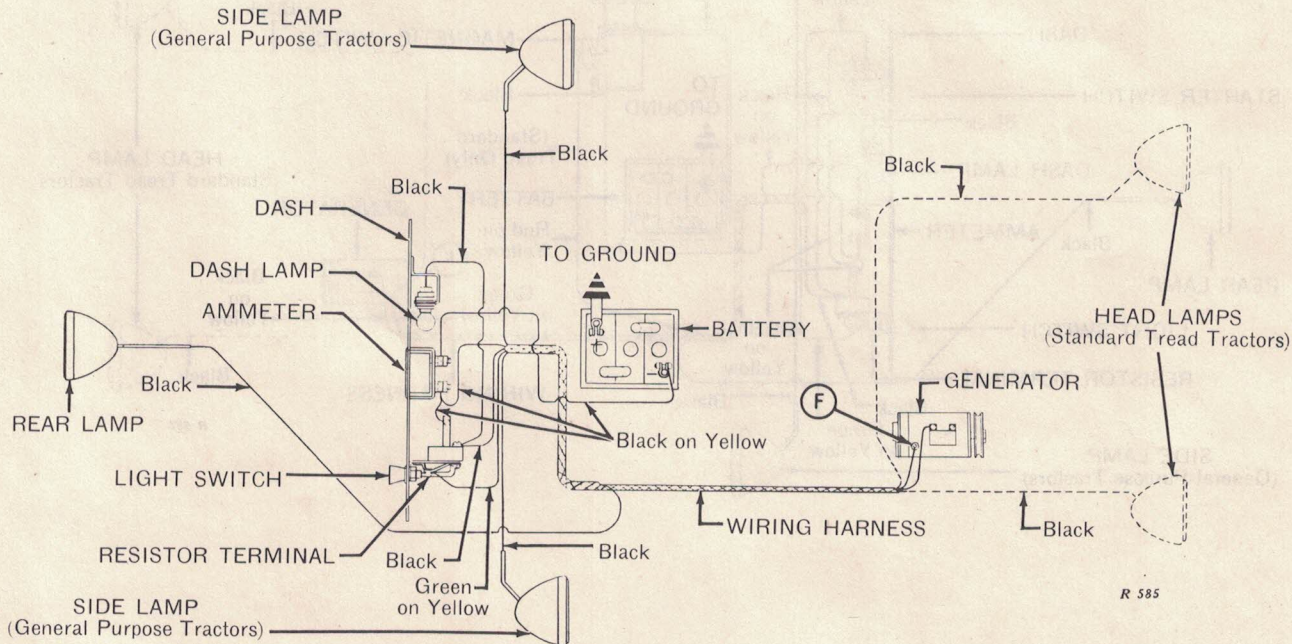 SIDE LAMP
(General Purpose Tractors)
Black
Black
DASH
DASH LAMP
AMMETER
TO GROUND
BATTERY
Black
HEAD LAMPS
(Standard Tread Tractors)
GENERATOR
F
Black
REAR LAMP
Black on Yellow
LIGHT SWITCH
WIRING HARNESS
Black
RESISTOR TERMINAL
Black
Black
Green
on Yellow
R 585
SIDE LAMP
(General Purpose Tractors)